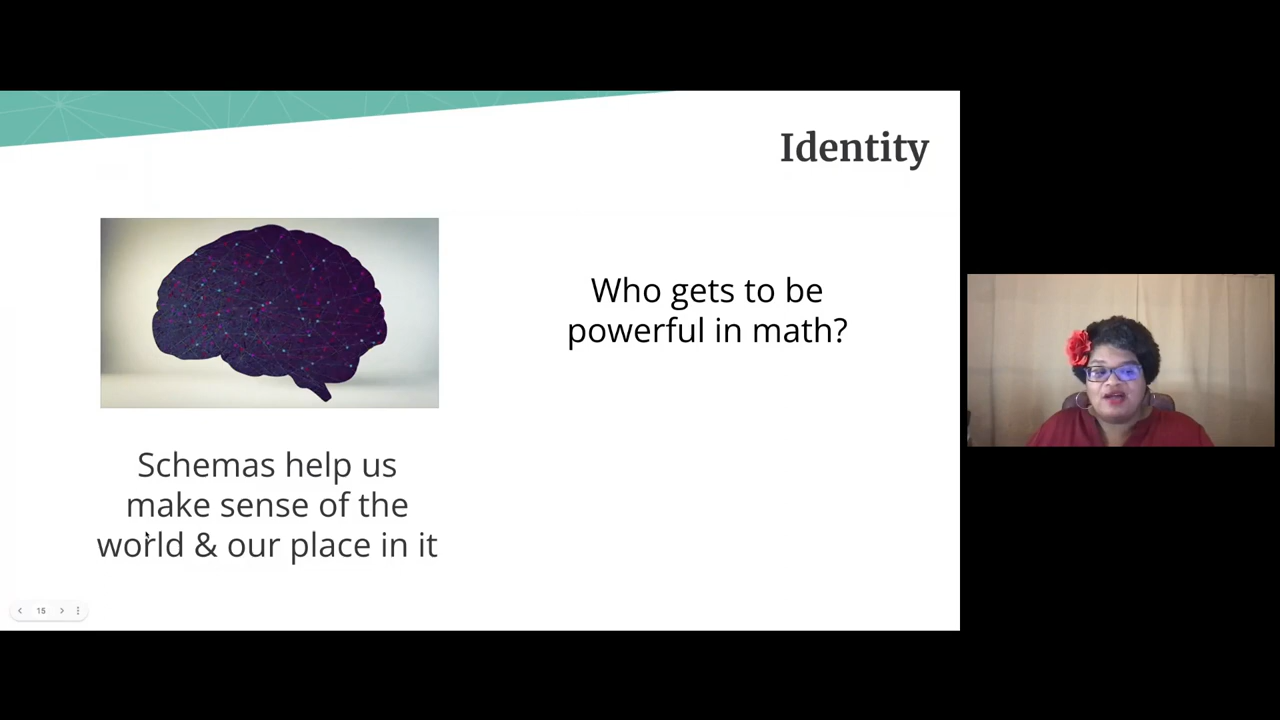 Identity
Who gets to be
powerful in math?
Schemas help us
make sense of the
world & our place in it
15